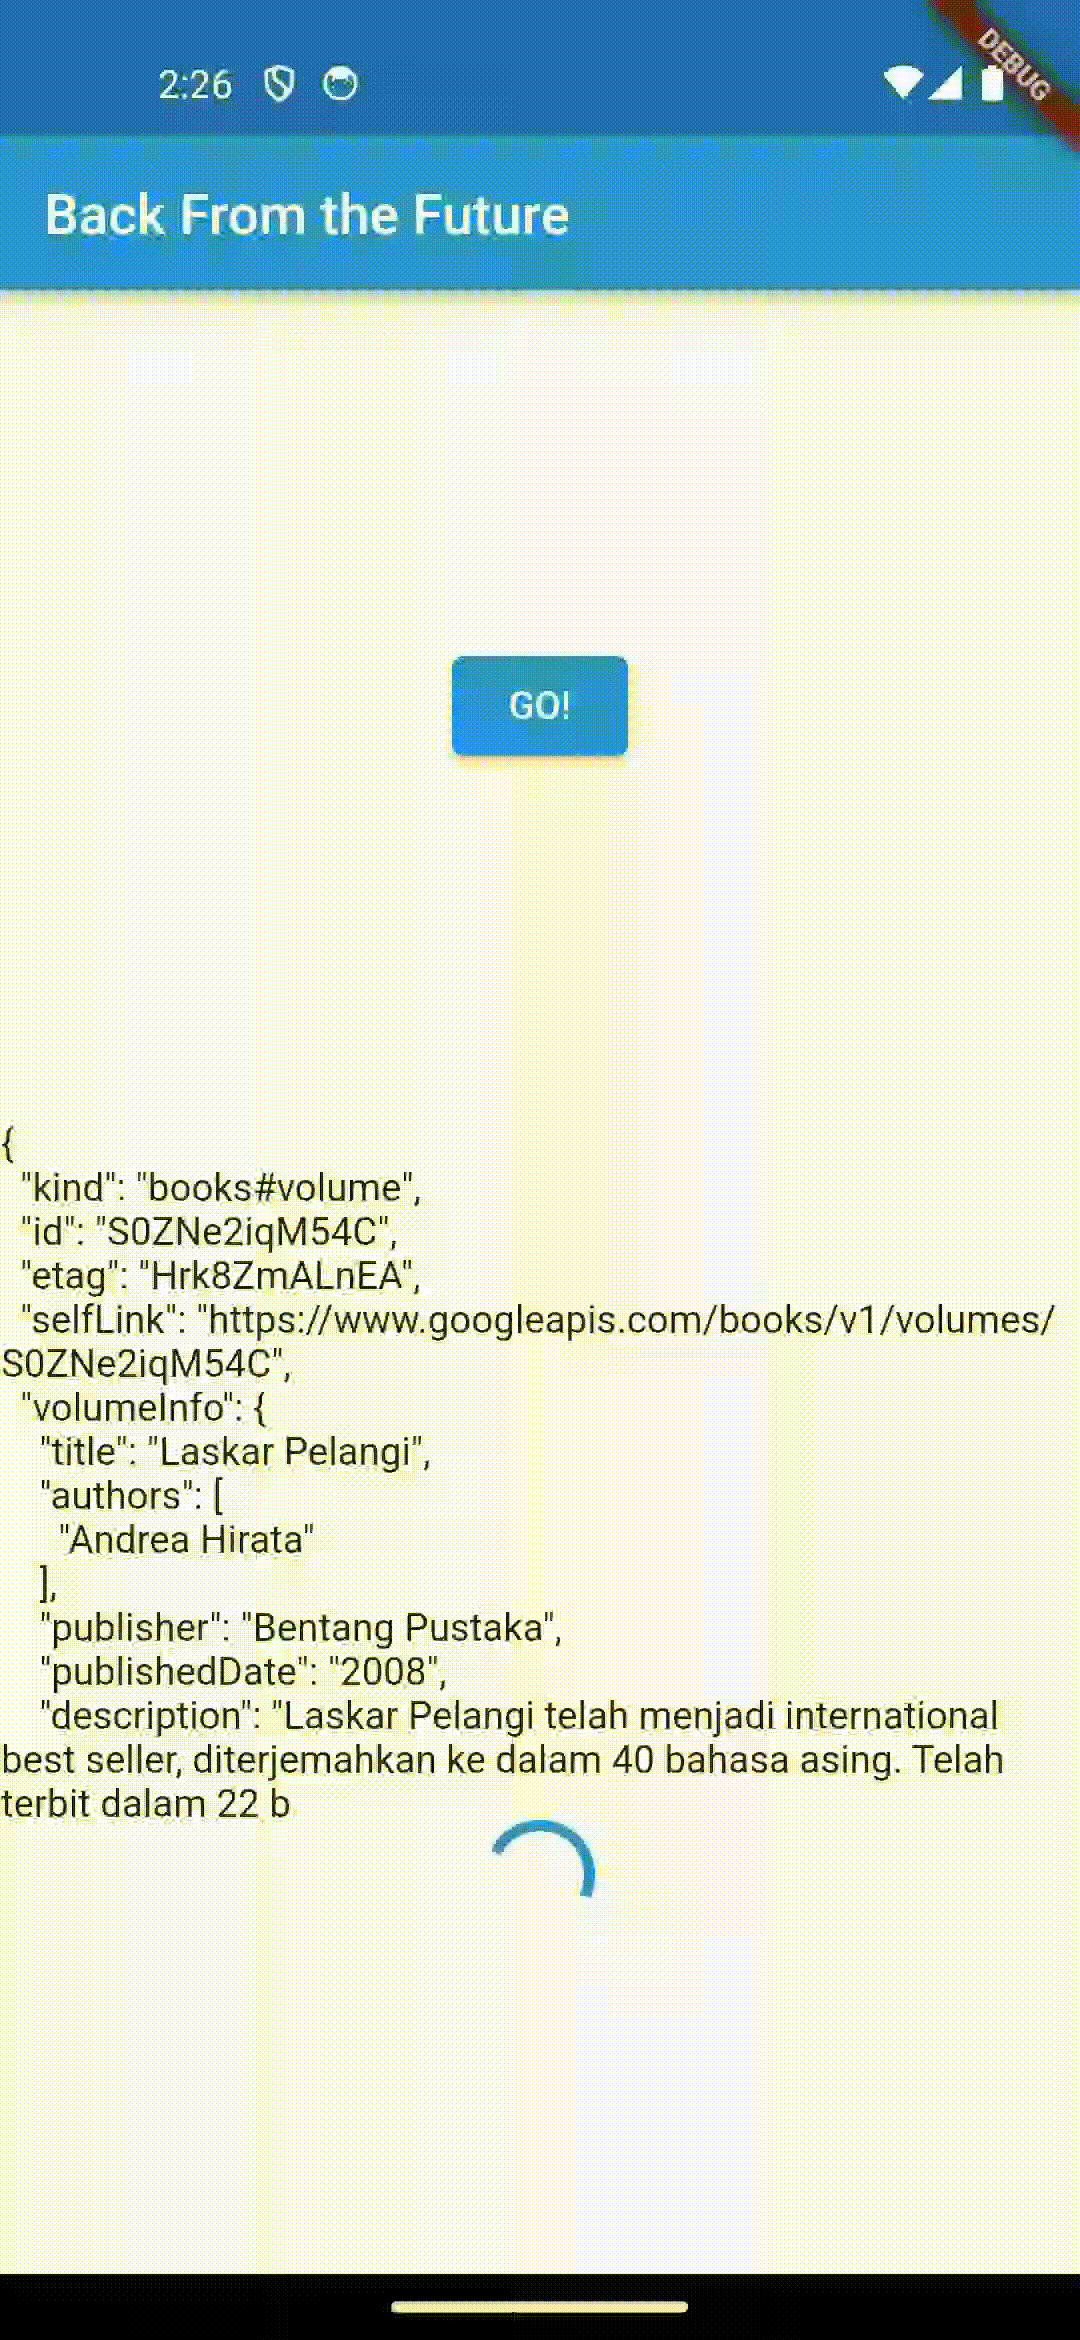 2:26
DEBUG
Back From the Future
GO!
{
"kind": "books#volume",
"id": "S0ZNe2iqM54C",
"etag": "Hrk8ZmALnEA",
"selfLink": "https://www.googleapis.com/books/v1/volumes/
S0ZNe2iqM54C",
"volumeInfo": {
"title": "Laskar Pelangi",
"authors": [
"Andrea Hirata"
],
"publisher": "Bentang Pustaka",
"publishedDate": "2008",
"description": "Laskar Pelangi telah menjadi international
best seller, diterjemahkan ke dalam 40 bahasa asing. Telah
terbit dalam 22 b